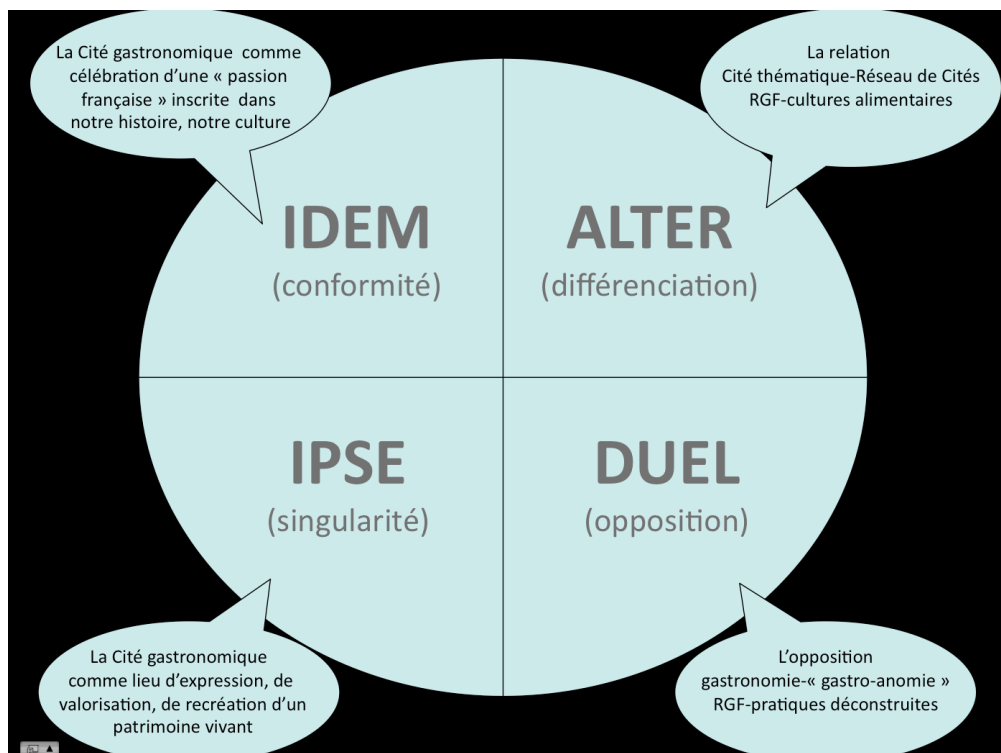 La Cité gastronomique comme
célébration d'une « passion
française » inscrite dans
notre histoire, notre culture
La relation
Cité thématique-Réseau de Cités
RGF-cultures alimentaires
IDEM
(conformité)
ALTER
(différenciation)
IPSE
(singularité)
DUEL
(opposition)
La Cité gastronomique
comme lieu d'expression, de
valorisation, de recréation d'un
patrimoine vivant
L'opposition
gastronomie-« gastro-anomie »
RGF-pratiques déconstruites